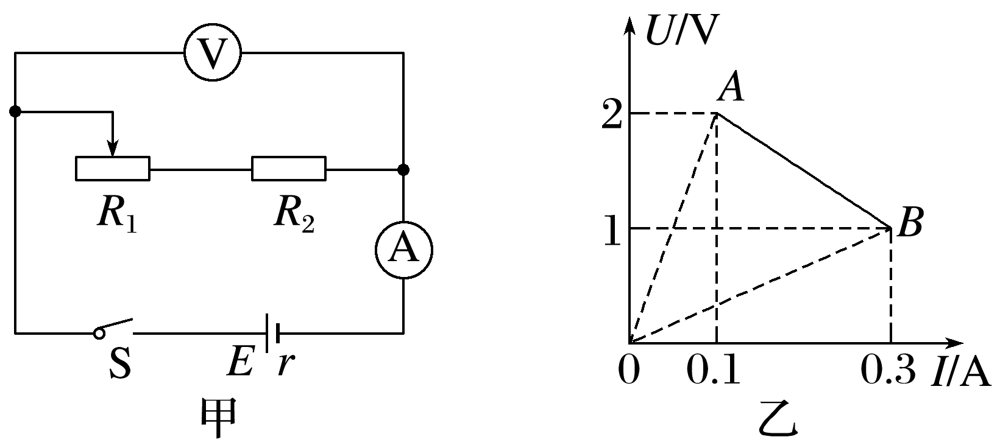 V
R₁
R₂
A
S
E
r
甲
U/V
A
2
1
B
0
0.1
0.3
I/A
乙